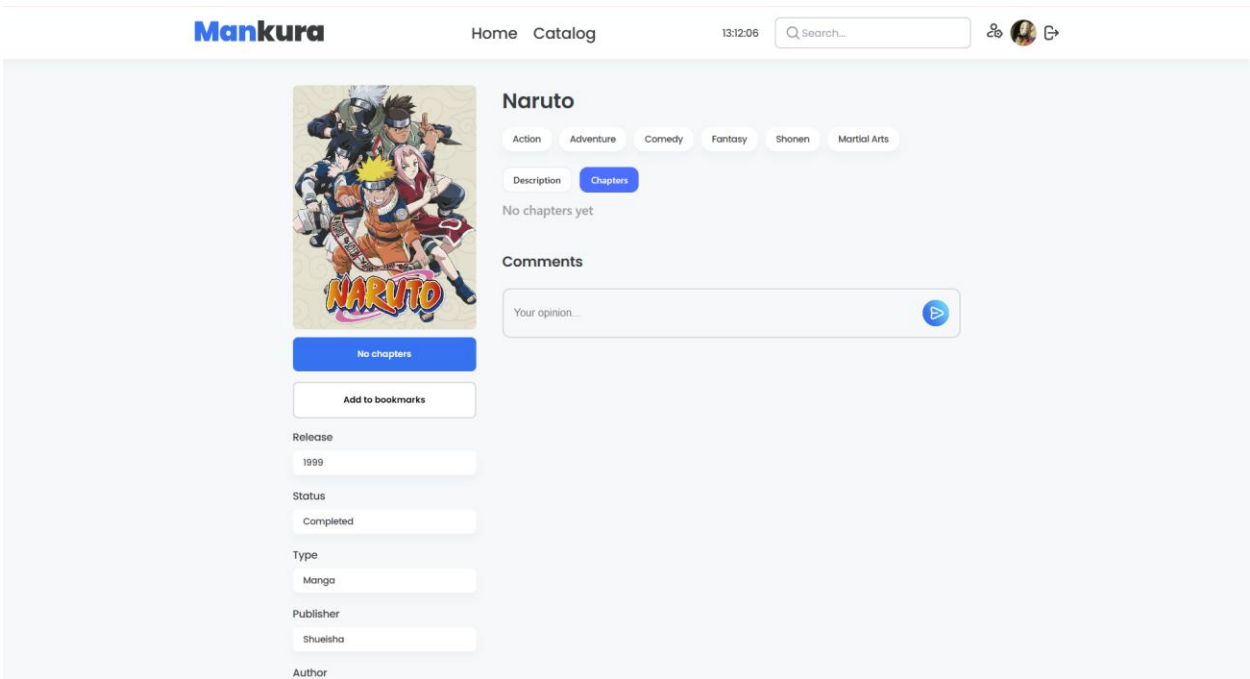 Mankura
Home Catalog
13:12:06
Search...
Naruto
Action Adventure Comedy Fantasy Shonen Martial Arts
Description Chapters
No chapters yet
Comments
Your opinion...
NARUTO
No chapters
Add to bookmarks
Release
1999
Status
Completed
Type
Manga
Publisher
Shueisha
Author